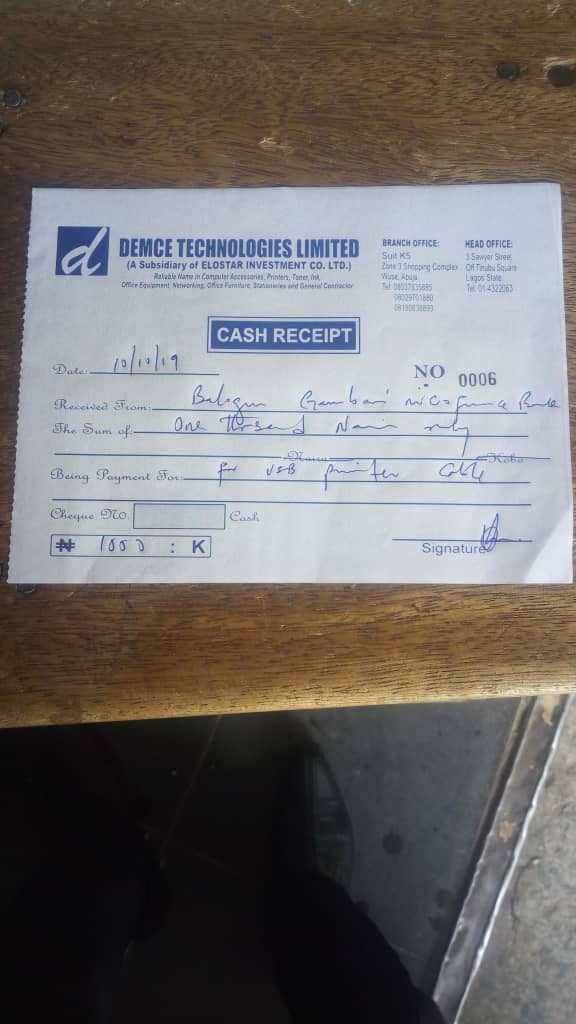 d
DEMCE TECHNOLOGIES LIMITED
(A Subsidiary of ELOSTAR INVESTMENT CO. LTD.)
Reliable Name in Computer Accessories, Printers, Toner, Ink,
Office Equipment, Networking, Office Furniture, Stationeries and General Contractor
BRANCH OFFICE:
Suit K5
Zone 3 Shopping Complex
Wuse, Abuja.
Tel:
HEAD OFFICE:
3 Sawyer Street
Off Tinubu Square
Lagos State.
Tel: 01-4322063
CASH RECEIPT
Date: 10/10/19
NO 0006
Received From: Balogun Gambari Bank
The Sum of: One Thousand Naira only
Naira Kobo
Being Payment For: for USB printer Cable
Cheque NO. Cash
₦ 1000 : K
Signature